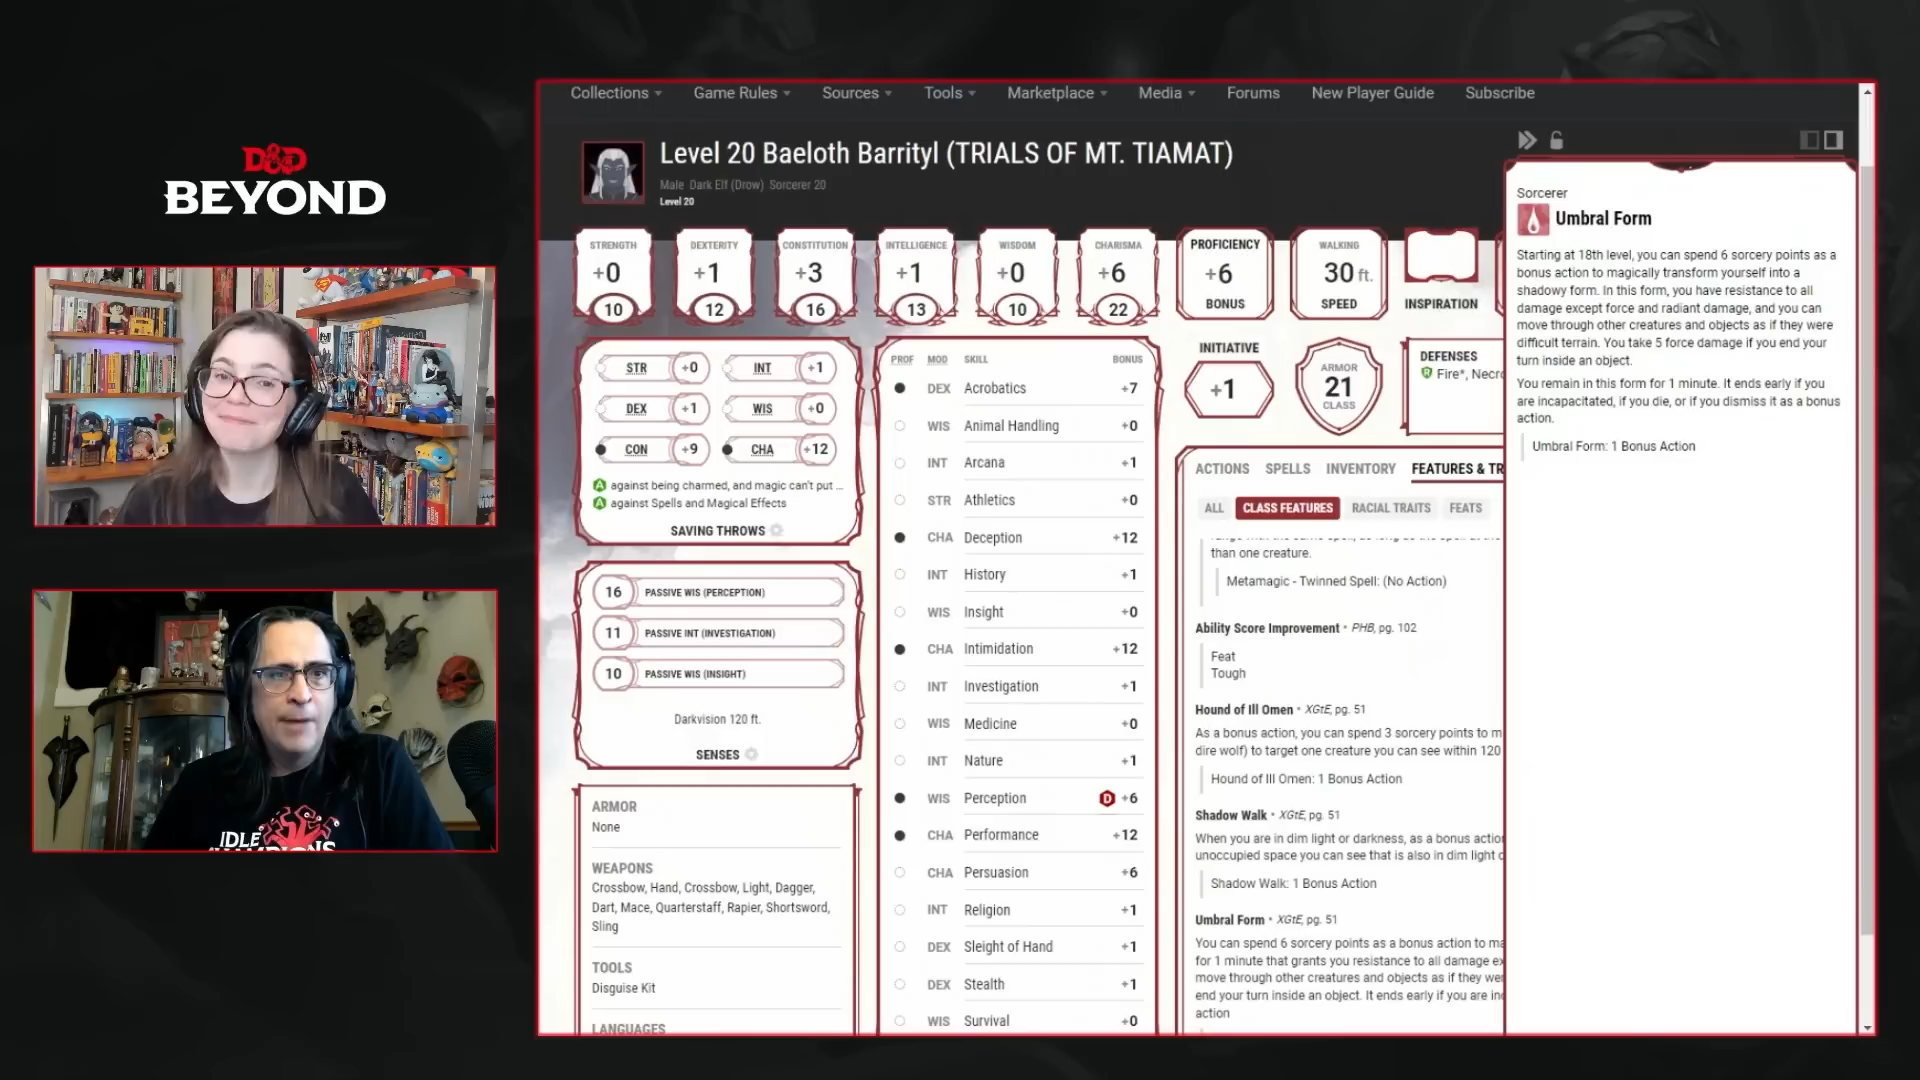 D&D
BEYOND
IDLE
CHAMPIONS
Collections
Game Rules
Sources
Tools
Marketplace
Media
Forums
New Player Guide
Subscribe
Level 20 Baeloth Barrityl (TRIALS OF MT. TIAMAT)
Male Dark Elf (Drow) Sorcerer 20
Level 20
STRENGTH
+0
10
DEXTERITY
+1
12
CONSTITUTION
+3
16
INTELLIGENCE
+1
13
WISDOM
+0
10
CHARISMA
+6
22
PROFICIENCY
+6
BONUS
WALKING
30 ft.
SPEED
INSPIRATION
STR +0
INT +1
DEX +1
WIS +0
CON +9
CHA +12
A against being charmed, and magic can't put ...
A against Spells and Magical Effects
SAVING THROWS
16 PASSIVE WIS (PERCEPTION)
11 PASSIVE INT (INVESTIGATION)
10 PASSIVE WIS (INSIGHT)
Darkvision 120 ft.
SENSES
ARMOR
None
WEAPONS
Crossbow, Hand, Crossbow, Light, Dagger,
Dart, Mace, Quarterstaff, Rapier, Shortsword,
Sling
TOOLS
Disguise Kit
LANGUAGES
PROF MOD SKILL BONUS
DEX Acrobatics +7
WIS Animal Handling +0
INT Arcana +1
STR Athletics +0
CHA Deception +12
INT History +1
WIS Insight +0
CHA Intimidation +12
INT Investigation +1
WIS Medicine +0
INT Nature +1
WIS Perception D +6
CHA Performance +12
CHA Persuasion +6
INT Religion +1
DEX Sleight of Hand +1
DEX Stealth +1
WIS Survival +0
INITIATIVE
+1
ARMOR
21
CLASS
DEFENSES
R Fire*, Necro
ACTIONS SPELLS INVENTORY FEATURES & TR
ALL CLASS FEATURES RACIAL TRAITS FEATS
than one creature.
Metamagic - Twinned Spell: (No Action)
Ability Score Improvement • PHB, pg. 102
Feat
Tough
Hound of Ill Omen • XGtE, pg. 51
As a bonus action, you can spend 3 sorcery points to m
dire wolf) to target one creature you can see within 120
Hound of Ill Omen: 1 Bonus Action
Shadow Walk • XGtE, pg. 51
When you are in dim light or darkness, as a bonus action
unoccupied space you can see that is also in dim light o
Shadow Walk: 1 Bonus Action
Umbral Form • XGtE, pg. 51
You can spend 6 sorcery points as a bonus action to ma
for 1 minute that grants you resistance to all damage ex
move through other creatures and objects as if they wer
end your turn inside an object. It ends early if you are inc
action
Sorcerer
Umbral Form
Starting at 18th level, you can spend 6 sorcery points as a
bonus action to magically transform yourself into a
shadowy form. In this form, you have resistance to all
damage except force and radiant damage, and you can
move through other creatures and objects as if they were
difficult terrain. You take 5 force damage if you end your
turn inside an object.
You remain in this form for 1 minute. It ends early if you
are incapacitated, if you die, or if you dismiss it as a bonus
action.
Umbral Form: 1 Bonus Action